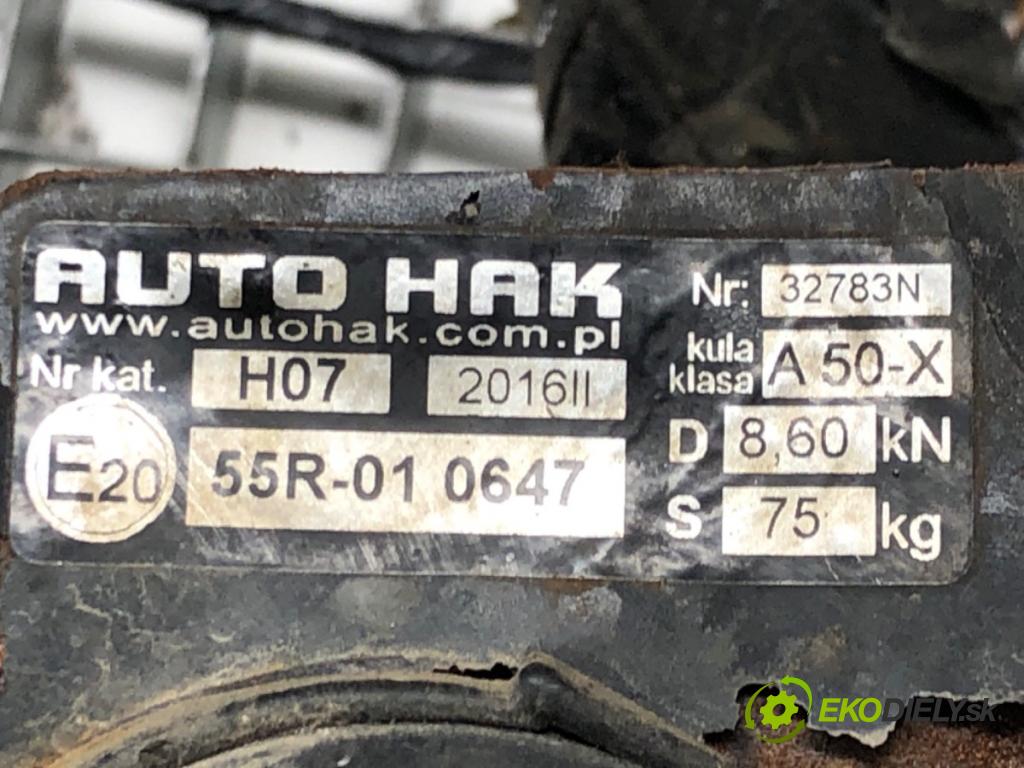 AUTO HAK
www.autohak.com.pl
Nr kat. H07 2016II
E20 55R-01 0647
Nr: 32783N
kula klasa A 50-X
D 8,60 kN
S 75 kg
EKODIELY.sk